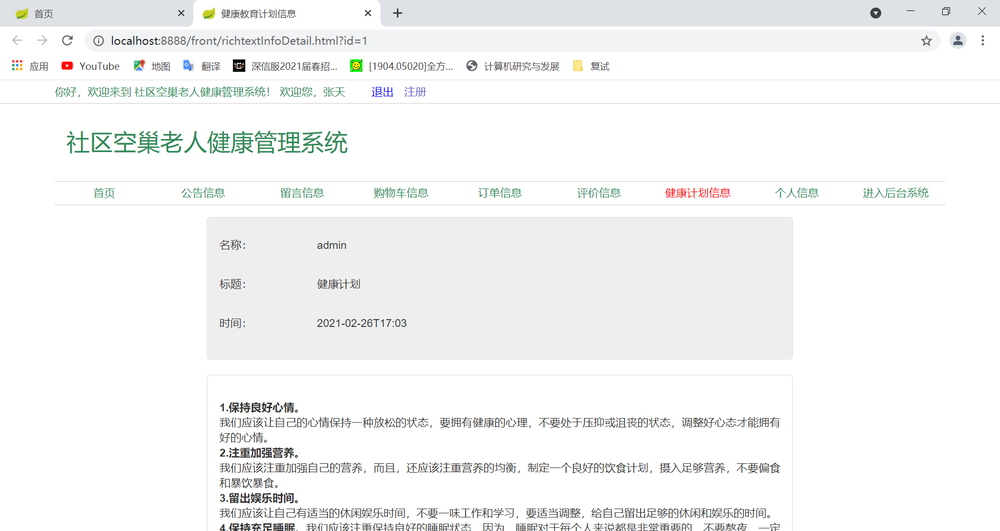 首页
健康教育计划信息
localhost:8888/front/richtextInfoDetail.html?id=1
应用 YouTube 地图 翻译 深信服2021届春招... [1904.05020]全方... 计算机研究与发展 复试
你好，欢迎来到 社区空巢老人健康管理系统！ 欢迎您，张天 退出 注册
社区空巢老人健康管理系统
首页 公告信息 留言信息 购物车信息 订单信息 评价信息 健康计划信息 个人信息 进入后台系统
名称： admin
标题： 健康计划
时间： 2021-02-26T17:03
1.保持良好心情。
我们应该让自己的心情保持一种放松的状态，要拥有健康的心理，不要处于压抑或沮丧的状态，调整好心态才能拥有
好的心情。
2.注重加强营养。
我们应该注重加强自己的营养，而且，还应该注重营养的均衡，制定一个良好的饮食计划，摄入足够营养，不要偏食
和暴饮暴食。
3.留出娱乐时间。
我们应该让自己有适当的休闲娱乐时间，不要一味工作和学习，要适当调整，给自己留出足够的休闲和娱乐的时间。
4.保持充足睡眠。我们应该注重保持良好的睡眠状态，因为，睡眠对于每个人来说都是非常重要的，不要熬夜，一定